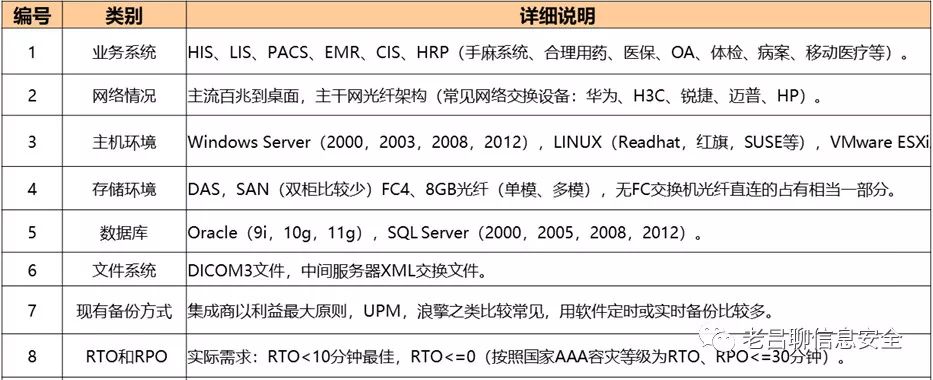 编号 类别 详细说明
1 业务系统 HIS、LIS、PACS、EMR、CIS、HRP（手麻系统、合理用药、医保、OA、体检、病案、移动医疗等）。
2 网络情况 主流百兆到桌面，主干网光纤架构（常见网络交换设备：华为、H3C、锐捷、迈普、HP）。
3 主机环境 Windows Server（2000，2003，2008，2012），LINUX（Readhat，红旗，SUSE等），VMware ESXi.
4 存储环境 DAS，SAN（双柜比较少）FC4、8GB光纤（单模、多模），无FC交换机光纤直连的占有相当一部分。
5 数据库 Oracle（9i，10g，11g），SQL Server（2000，2005，2008，2012）。
6 文件系统 DICOM3文件，中间服务器XML交换文件。
7 现有备份方式 集成商以利益最大原则，UPM，浪擎之类比较常见，用软件定时或实时备份比较多。
8 RTO和RPO 实际需求：RTO<10分钟最佳，RTO<=0（按照国家AAA容灾等级为RTO、RPO<=30分钟）。
老吕聊信息安全